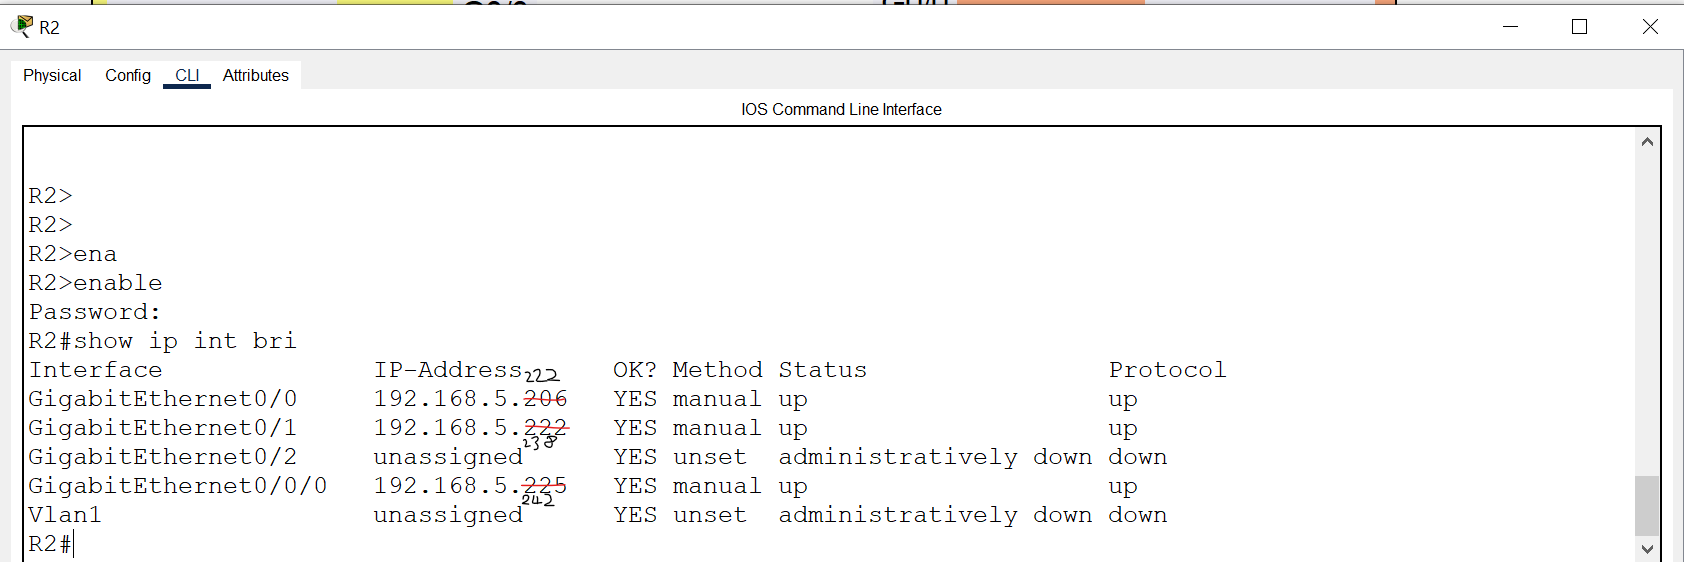 R2
Physical Config CLI Attributes
IOS Command Line Interface
R2>
R2>
R2>ena
R2>enable
Password:
R2#show ip int bri
Interface IP-Address OK? Method Status Protocol
222
GigabitEthernet0/0 192.168.5.206 YES manual up up
GigabitEthernet0/1 192.168.5.222 YES manual up up
238
GigabitEthernet0/2 unassigned YES unset administratively down down
GigabitEthernet0/0/0 192.168.5.225 YES manual up up
242
Vlan1 unassigned YES unset administratively down down
R2#